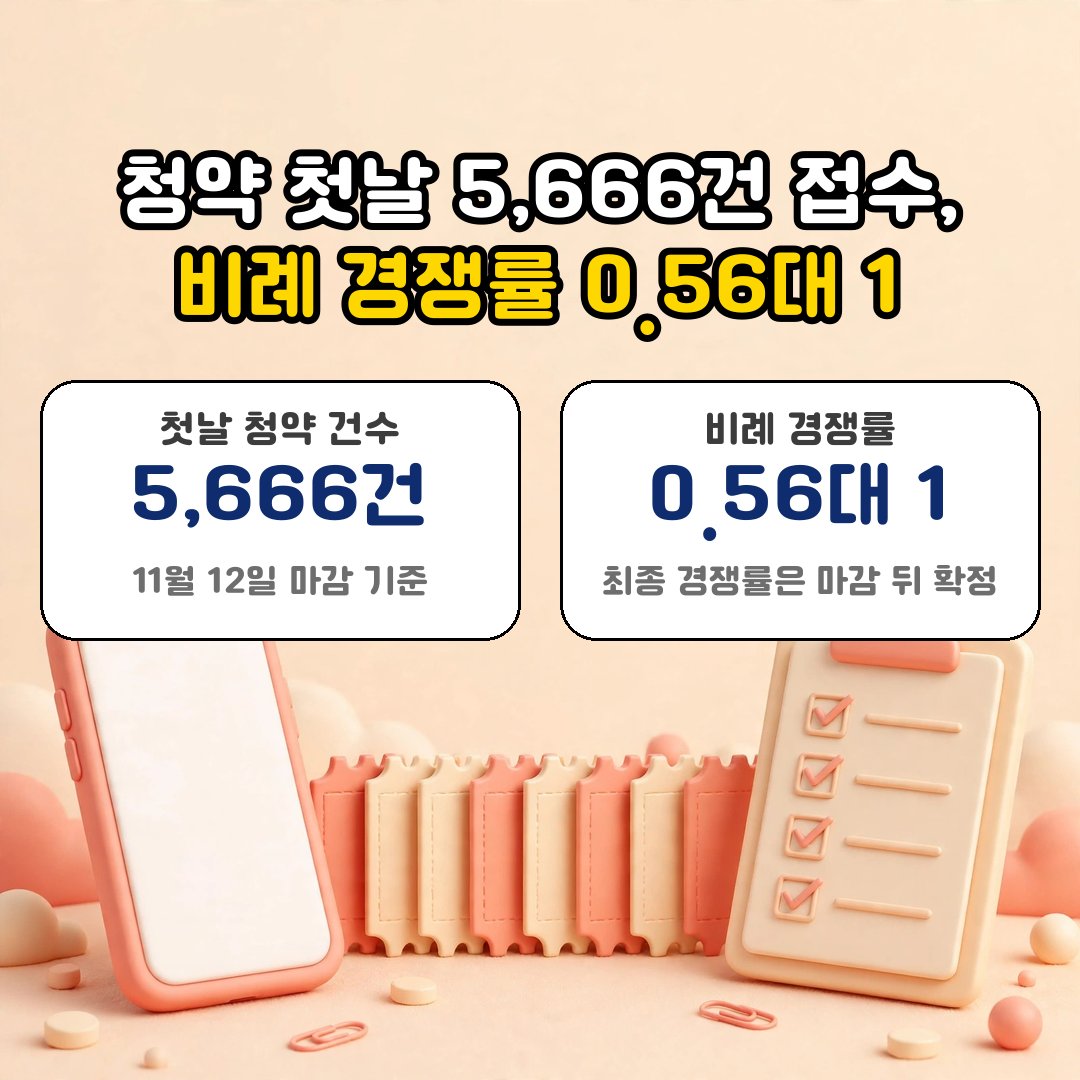 청약 첫날 5,666건 접수,
비례 경쟁률 0.56대 1
첫날 청약 건수
5,666건
11월 12일 마감 기준
비례 경쟁률
0.56대 1
최종 경쟁률은 마감 뒤 확정